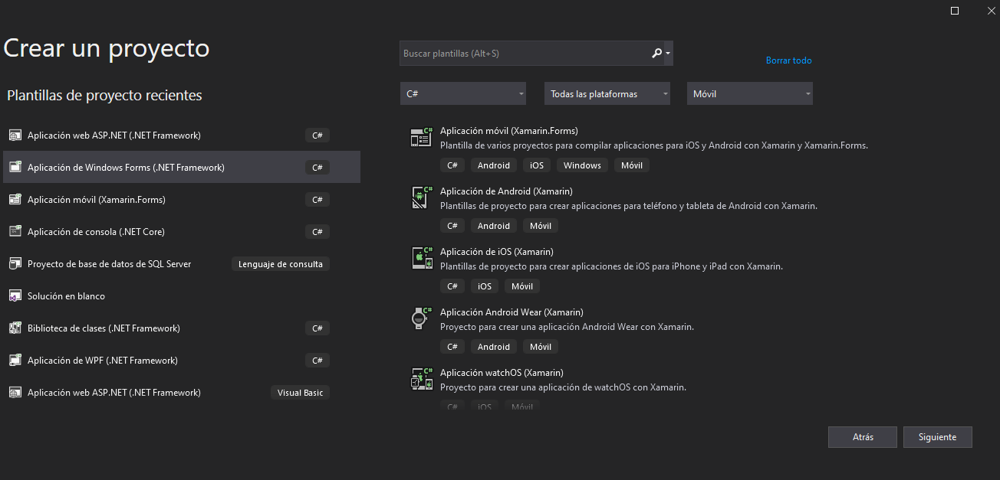 Crear un proyecto
Plantillas de proyecto recientes
Aplicación web ASP.NET (.NET Framework) C#
Aplicación de Windows Forms (.NET Framework) C#
Aplicación móvil (Xamarin.Forms) C#
Aplicación de consola (.NET Core) C#
Proyecto de base de datos de SQL Server Lenguaje de consulta
Solución en blanco
Biblioteca de clases (.NET Framework) C#
Aplicación de WPF (.NET Framework) C#
Aplicación web ASP.NET (.NET Framework) Visual Basic
Buscar plantillas (Alt+S)
Borrar todo
C# Todas las plataformas Móvil
Aplicación móvil (Xamarin.Forms)
Plantilla de varios proyectos para compilar aplicaciones para iOS y Android con Xamarin y Xamarin.Forms.
C# Android iOS Windows Móvil
Aplicación de Android (Xamarin)
Plantillas de proyecto para crear aplicaciones para teléfono y tableta de Android con Xamarin.
C# Android Móvil
Aplicación de iOS (Xamarin)
Plantillas de proyecto para crear aplicaciones de iOS para iPhone y iPad con Xamarin.
C# iOS Móvil
Aplicación Android Wear (Xamarin)
Proyecto para crear una aplicación Android Wear con Xamarin.
C# Android Móvil
Aplicación watchOS (Xamarin)
Proyecto para crear una aplicación de watchOS con Xamarin.
C# iOS Móvil
Atrás Siguiente